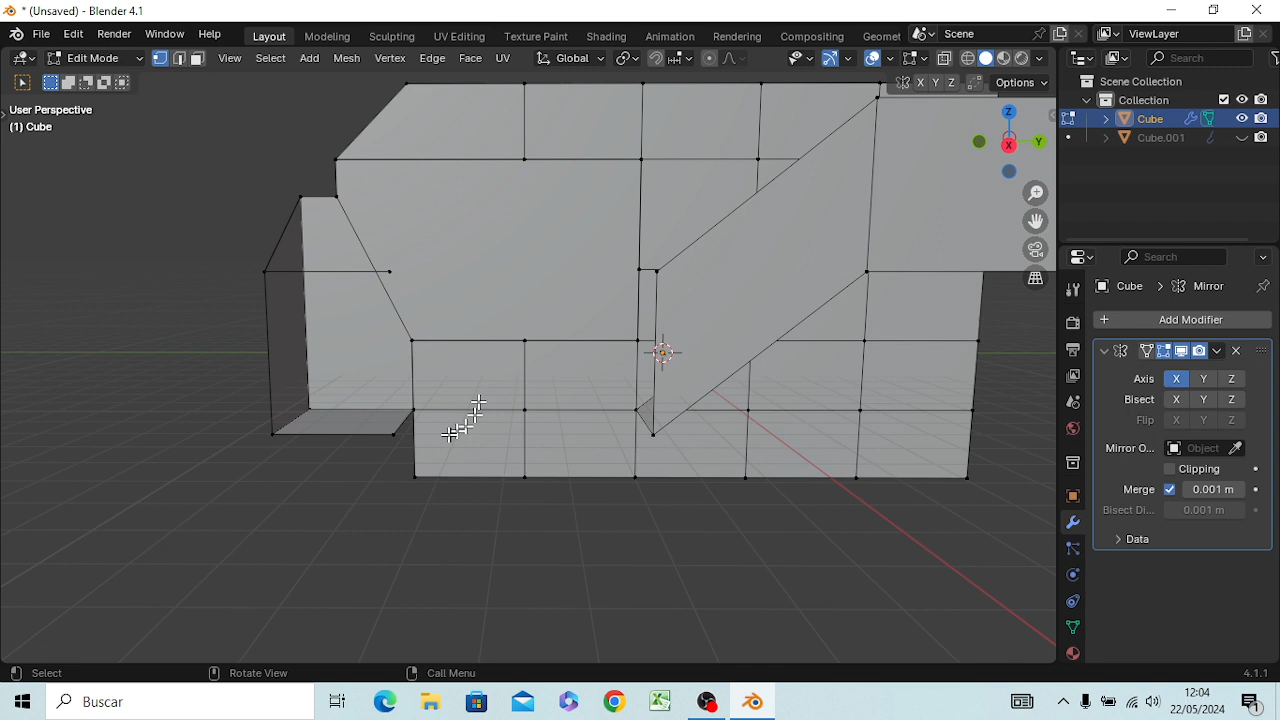 * (Unsaved) - Blender 4.1
File Edit Render Window Help Layout Modeling Sculpting UV Editing Texture Paint Shading Animation Rendering Compositing Geomet Scene ViewLayer
Edit Mode View Select Add Mesh Vertex Edge Face UV Global Search
X Y Z Options
User Perspective
(1) Cube
Z
Y
X
Scene Collection
Collection
Cube
Cube.001
Search
Cube Mirror
Add Modifier
Axis X Y Z
Bisect X Y Z
Flip X Y Z
Mirror O... Object
Clipping
Merge 0.001 m
Bisect Di... 0.001 m
Data
Select Rotate View Call Menu 4.1.1
Buscar
12:04
22/05/2024
1